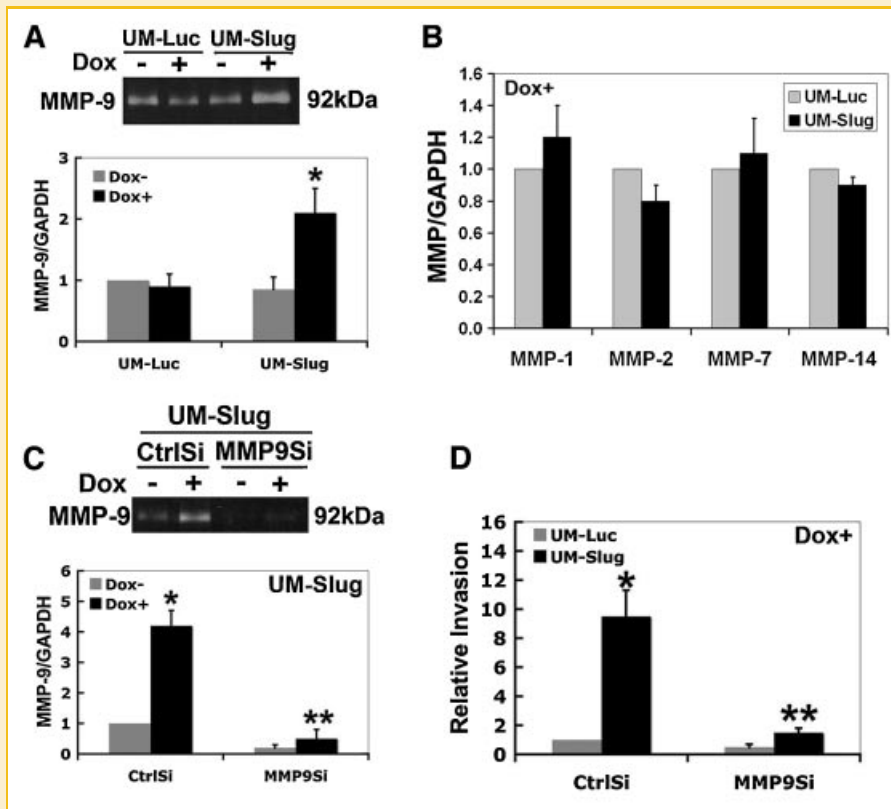 A
UM-Luc UM-Slug
Dox - + - +
MMP-9 92kDa
3
2
1
0
MMP-9/GAPDH
Dox-
Dox+
*
UM-Luc UM-Slug
B
Dox+
UM-Luc
UM-Slug
1.6
1.4
1.2
1.0
0.8
0.6
0.4
0.2
0.0
MMP/GAPDH
MMP-1 MMP-2 MMP-7 MMP-14
C
UM-Slug
CtrlSi MMP9Si
Dox - + - +
MMP-9 92kDa
6
5
4
3
2
1
0
MMP-9/GAPDH
Dox-
Dox+
UM-Slug
*
**
CtrlSi MMP9Si
D
16
14
12
10
8
6
4
2
0
Relative Invasion
UM-Luc
UM-Slug
Dox+
*
**
CtrlSi MMP9Si